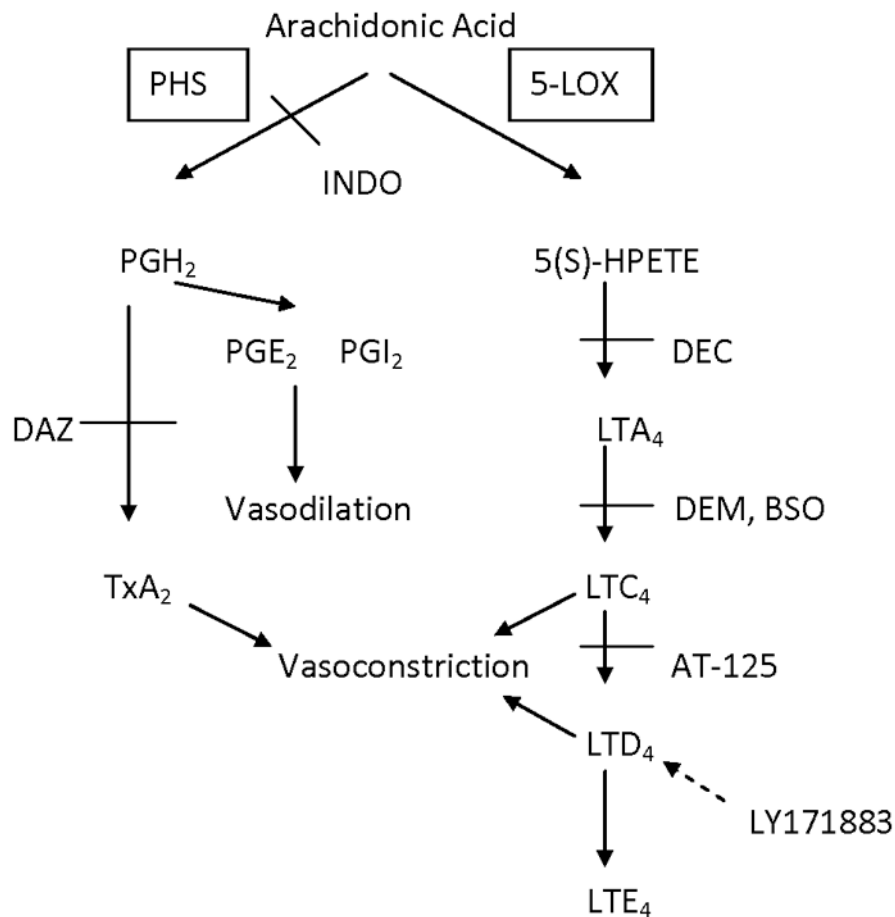 Arachidonic Acid
PHS
5-LOX
INDO
PGH₂
5(S)-HPETE
PGE₂ PGI₂
DEC
DAZ
LTA₄
Vasodilation
DEM, BSO
TxA₂
LTC₄
Vasoconstriction
AT-125
LTD₄
LY171883
LTE₄